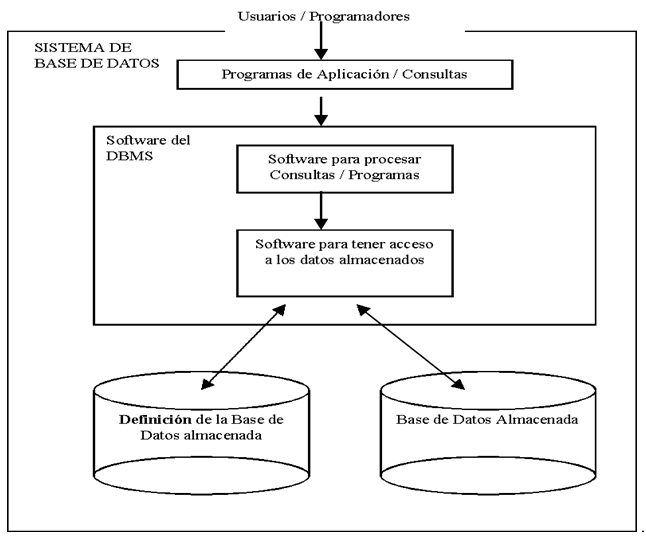 Usuarios / Programadores
SISTEMA DE
BASE DE DATOS
Programas de Aplicación / Consultas
Software del
DBMS
Software para procesar
Consultas / Programas
Software para tener acceso
a los datos almacenados
Definición de la Base de
Datos almacenada
Base de Datos Almacenada
.